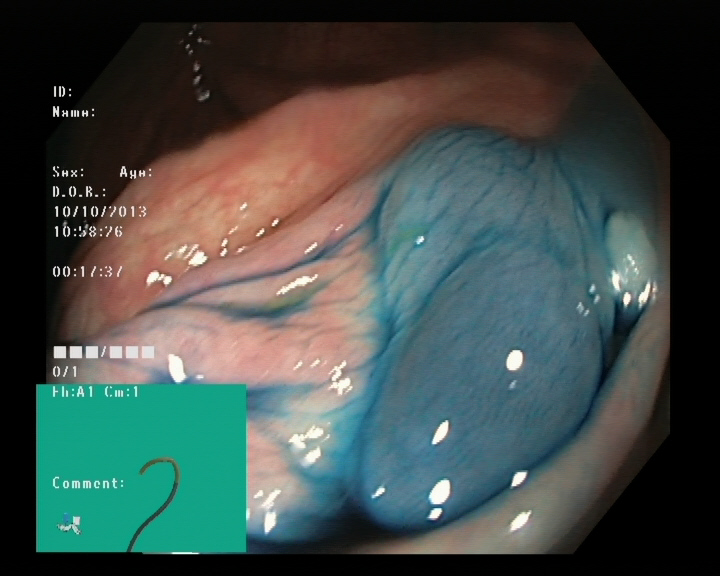 ID:
Name:
Sex: Age:
D.O.B.:
10/10/2013
10:58:26
00:17:37
0/1
Eh:A1 Cm:1
Comment: